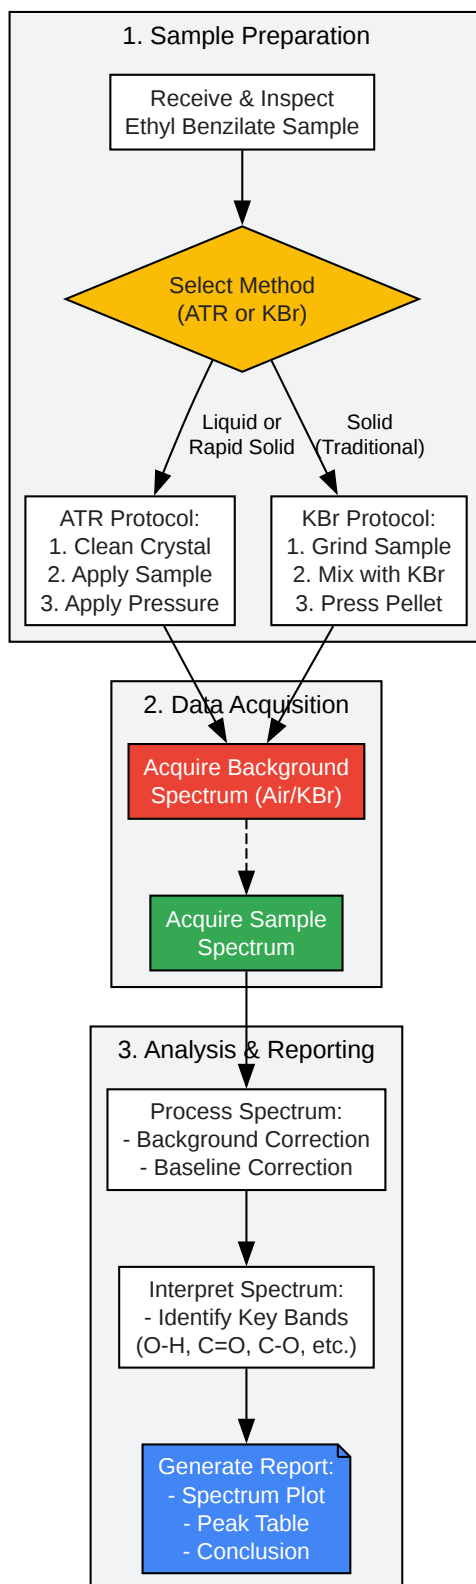 1. Sample Preparation
Receive & Inspect
Ethyl Benzilate Sample
Select Method
(ATR or KBr)
Liquid or
Rapid Solid
Solid
(Traditional)
ATR Protocol:
1. Clean Crystal
2. Apply Sample
3. Apply Pressure
KBr Protocol:
1. Grind Sample
2. Mix with KBr
3. Press Pellet
2. Data Acquisition
Acquire Background
Spectrum (Air/KBr)
Acquire Sample
Spectrum
3. Analysis & Reporting
Process Spectrum:
- Background Correction
- Baseline Correction
Interpret Spectrum:
- Identify Key Bands
(O-H, C=O, C-O, etc.)
Generate Report:
- Spectrum Plot
- Peak Table
- Conclusion